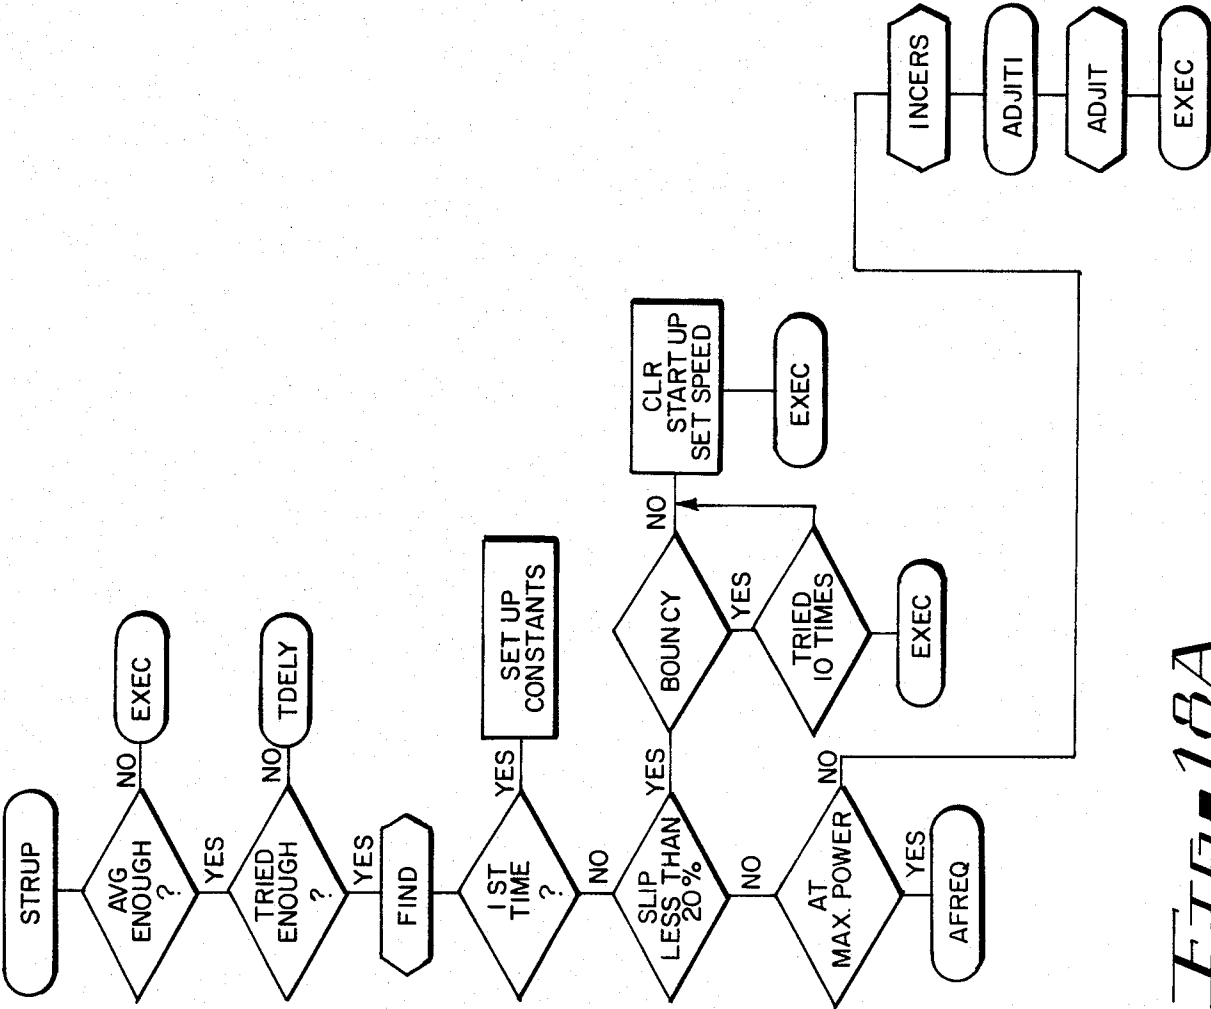 STRUP
AVG
ENOUGH
?
NO
EXEC
YES
TRIED
ENOUGH
?
NO
TDELY
YES
FIND
1 ST
TIME
?
YES
SET UP
CONSTANTS
NO
SLIP
LESS THAN
20%
YES
BOUNCY
NO
CLR
START UP
SET SPEED
EXEC
YES
TRIED
10 TIMES
EXEC
NO
AT
MAX. POWER
NO
YES
AFREQ
INCERS
ADJITI
ADJIT
EXEC
FIG-18A